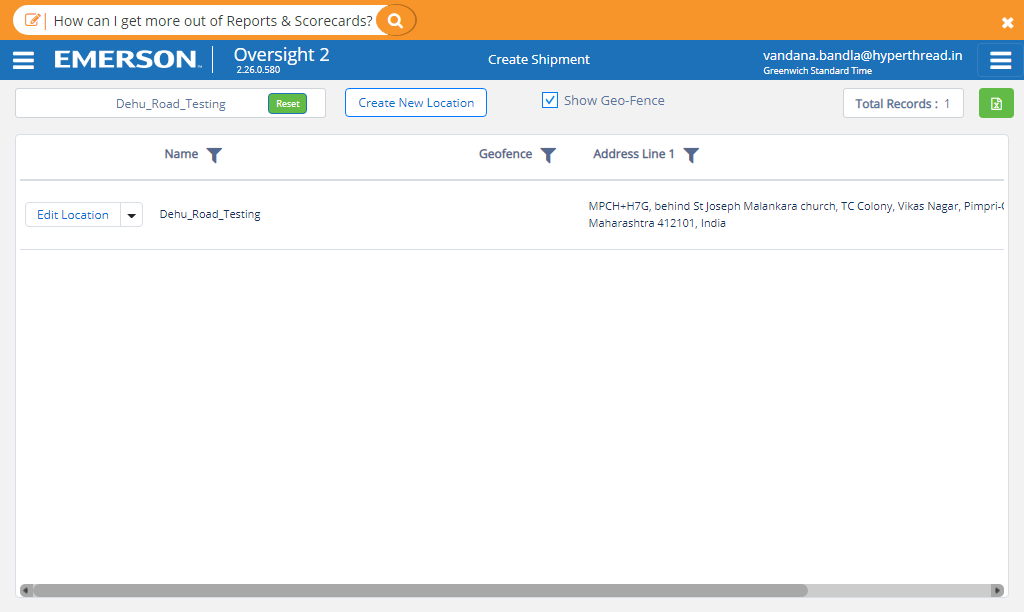 How can I get more out of Reports & Scorecards?
EMERSON
Oversight 2
2.26.0.580
Create Shipment
vandana.bandla@hyperthread.in
Greenwich Standard Time
Dehu_Road_Testing
Reset
Create New Location
Show Geo-Fence
Total Records : 1
Name
Geofence
Address Line 1
Edit Location
Dehu_Road_Testing
MPCH+H7G, behind St Joseph Malankara church, TC Colony, Vikas Nagar, Pimpri-
Maharashtra 412101, India